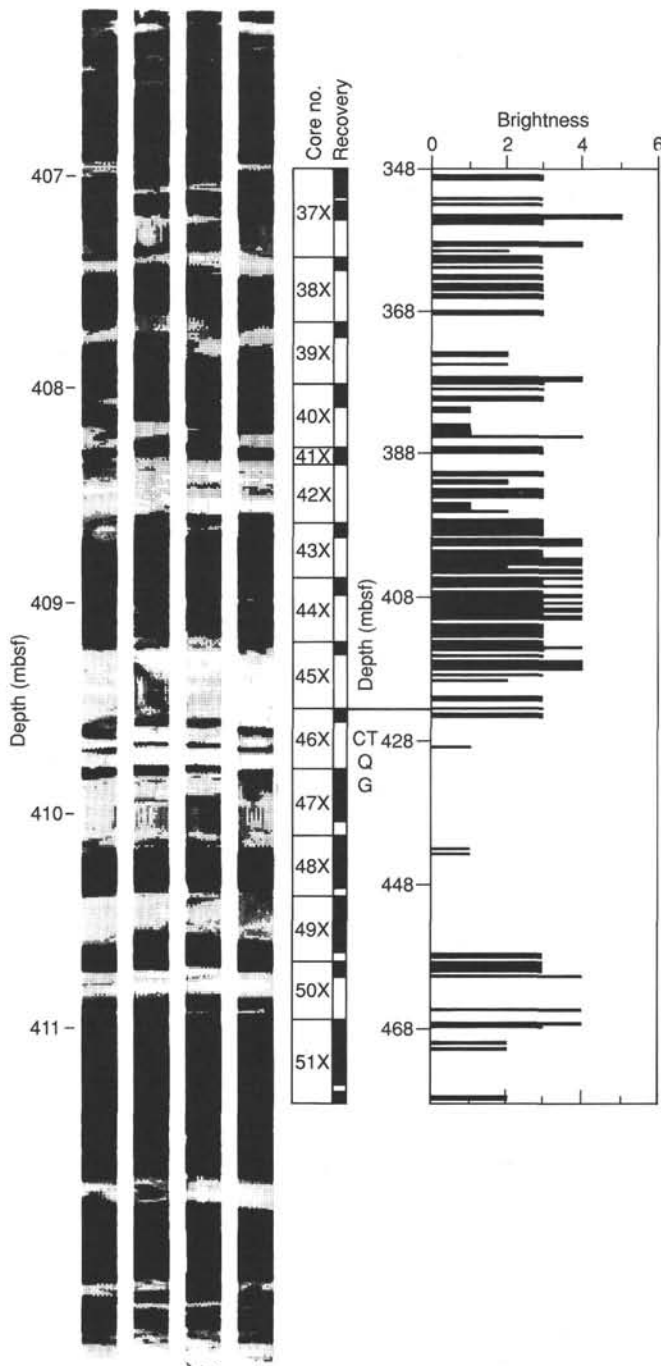 Depth (mbsf)
407
408
409
410
411
Core no.
Recovery
37X
38X
39X
40X
41X
42X
43X
44X
45X
46X
47X
48X
49X
50X
51X
Brightness
0 2 4 6
Depth (mbsf)
348
368
388
408
428
448
468
CT
Q
G